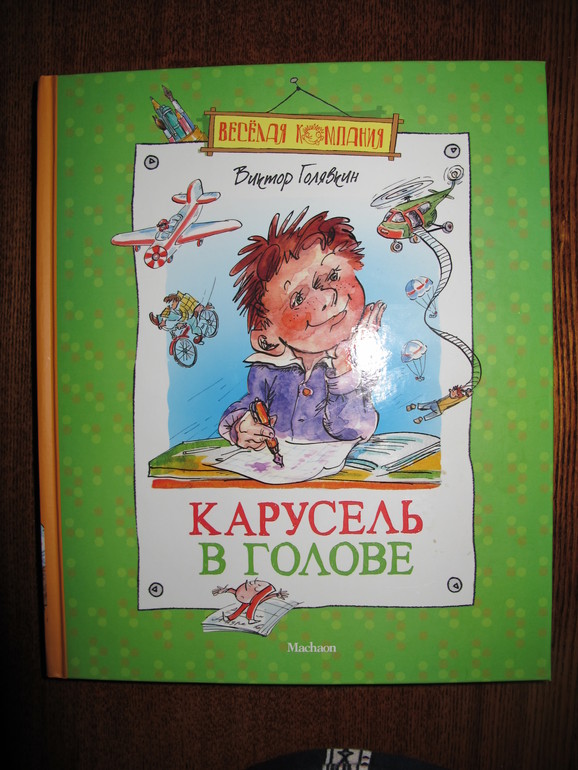 ВЕСЁЛАЯ КОМПАНИЯ
Виктор Голявкин
КАРУСЕЛЬ
В ГОЛОВЕ
Machaon